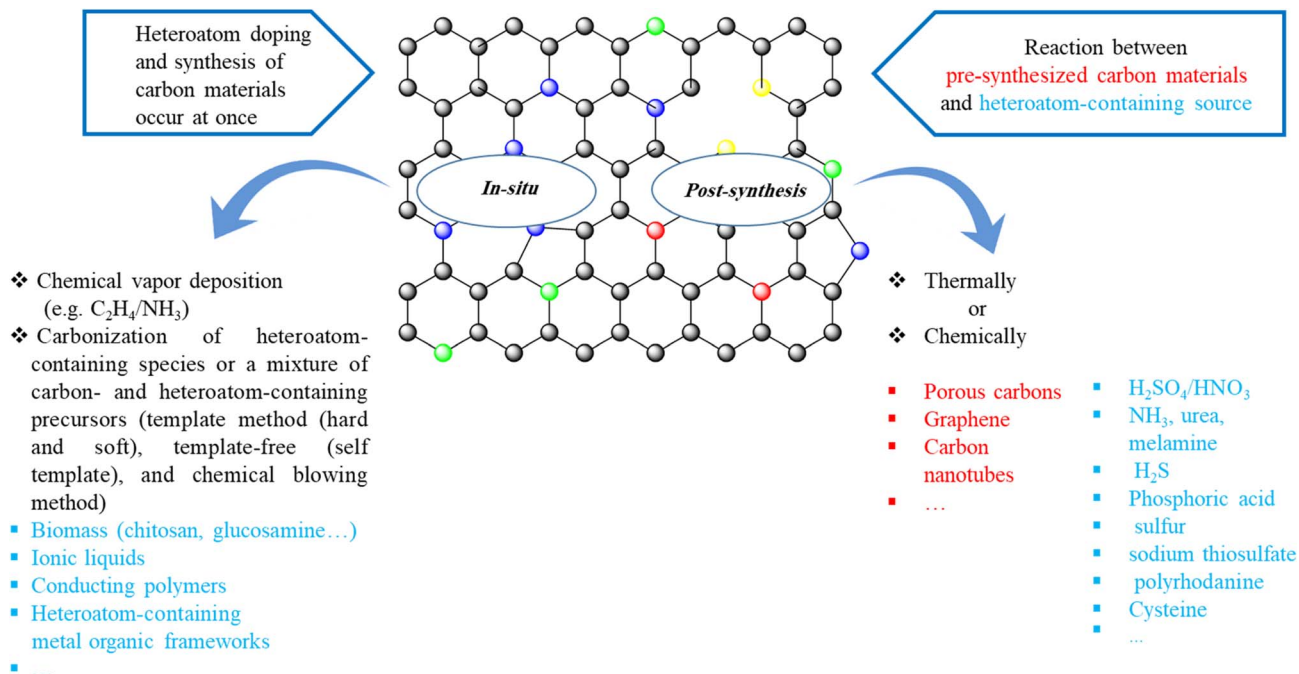 Heteroatom doping
and synthesis of
carbon materials
occur at once
Reaction between
pre-synthesized carbon materials
and heteroatom-containing source
In-situ
Post-synthesis
❖ Chemical vapor deposition
(e.g. C₂H₄/NH₃)
❖ Carbonization of heteroatom-
containing species or a mixture of
carbon- and heteroatom-containing
precursors (template method (hard
and soft), template-free (self
template), and chemical blowing
method)
▪ Biomass (chitosan, glucosamine…)
▪ Ionic liquids
▪ Conducting polymers
▪ Heteroatom-containing
metal organic frameworks
❖ Thermally
or
❖ Chemically
▪ Porous carbons
▪ Graphene
▪ Carbon
nanotubes
▪ …
▪ H₂SO₄/HNO₃
▪ NH₃, urea,
melamine
▪ H₂S
▪ Phosphoric acid
▪ sulfur
▪ sodium thiosulfate
▪ polyrhodanine
▪ Cysteine
▪ ...